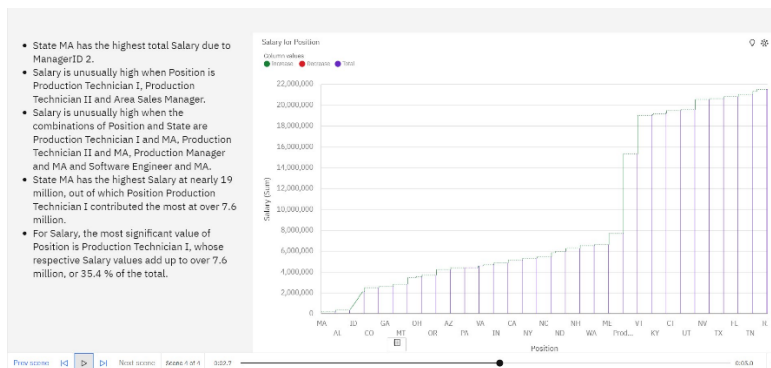 • State MA has the highest total Salary due to
ManagerID 2.
• Salary is unusually high when Position is
Production Technician I, Production
Technician II and Area Sales Manager.
• Salary is unusually high when the
combinations of Position and State are
Production Technician I and MA, Production
Technician II and MA, Production Manager
and MA and Software Engineer and MA.
• State MA has the highest Salary at nearly 19
million, out of which Position Production
Technician I contributed the most at over 7.6
million.
• For Salary, the most significant value of
Position is Production Technician I, whose
respective Salary values add up to over 7.6
million, or 35.4 % of the total.
Salary for Position
Column values
Increase Decrease Total
22,000,000
20,000,000
18,000,000
16,000,000
14,000,000
12,000,000
10,000,000
8,000,000
6,000,000
4,000,000
2,000,000
0
Salary (Sum)
MA ID GA OH AZ VA CA NC NH ME VT CT NV FL
AL CO MT OR PA IN NY ND WA Prod... KY UT TX TN
Position
Prev scene Next scene Scene 4 of 4 0:02.7 0:05.0